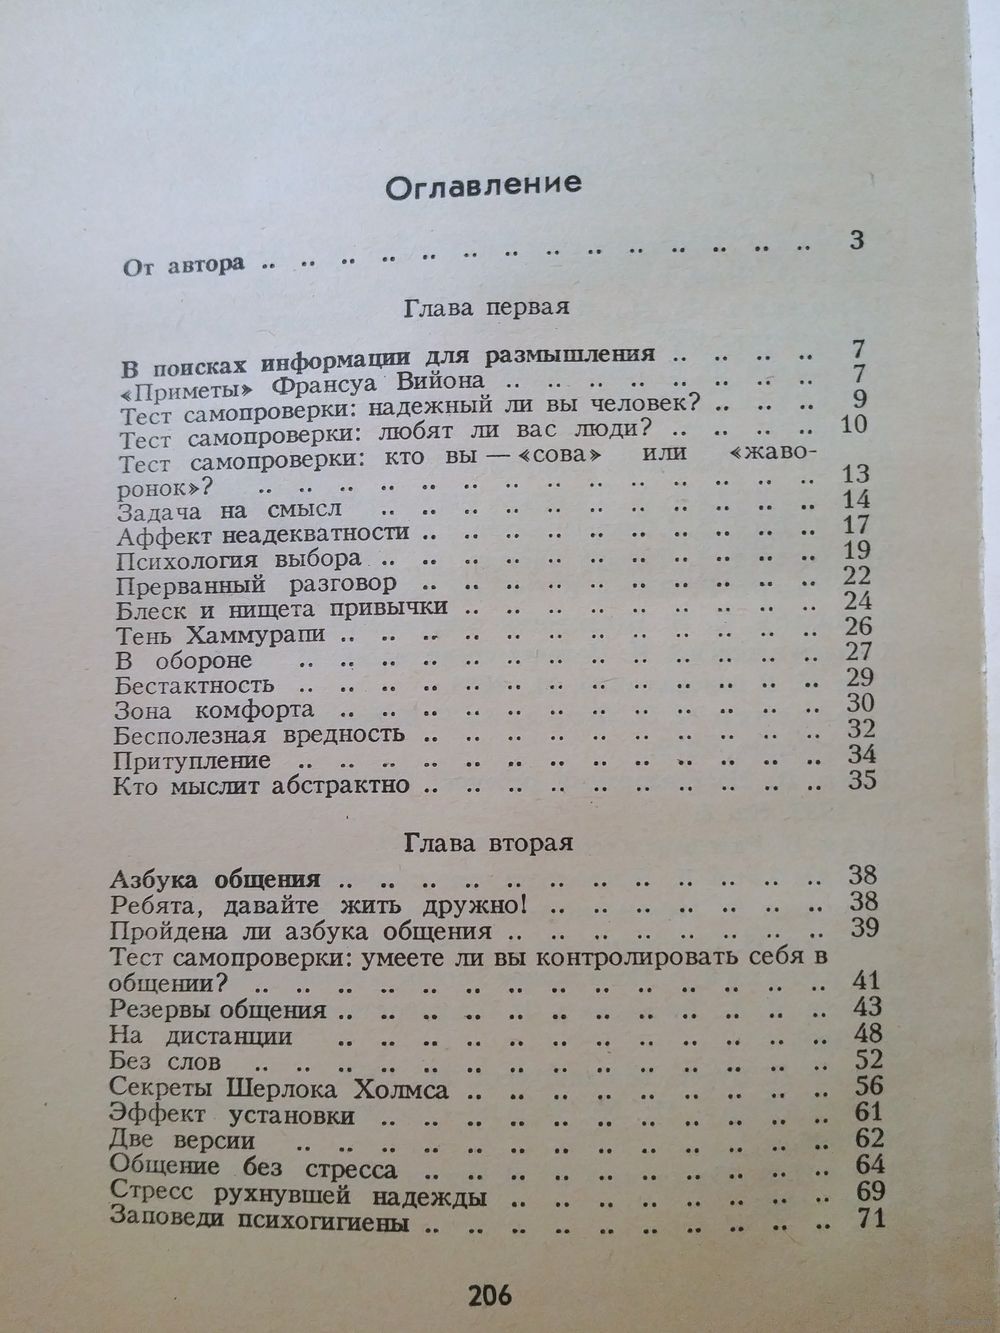 Оглавление
От автора .. .. .. .. .. .. .. .. .. .. .. .. .. .. 3
Глава первая
В поисках информации для размышления .. .. .. .. 7
«Приметы» Франсуа Вийона .. .. .. .. .. .. .. .. 7
Тест самопроверки: надежный ли вы человек? .. .. .. 9
Тест самопроверки: любят ли вас люди? .. .. .. .. 10
Тест самопроверки: кто вы — «сова» или «жаво-
ронок»? .. .. .. .. .. .. .. .. .. .. .. .. .. .. 13
Задача на смысл .. .. .. .. .. .. .. .. .. .. .. 14
Аффект неадекватности .. .. .. .. .. .. .. .. .. .. 17
Психология выбора .. .. .. .. .. .. .. .. .. .. .. 19
Прерванный разговор .. .. .. .. .. .. .. .. .. .. 22
Блеск и нищета привычки .. .. .. .. .. .. .. .. .. 24
Тень Хаммурапи .. .. .. .. .. .. .. .. .. .. .. .. 26
В обороне .. .. .. .. .. .. .. .. .. .. .. .. .. 27
Бестактность .. .. .. .. .. .. .. .. .. .. .. .. .. 29
Зона комфорта .. .. .. .. .. .. .. .. .. .. .. .. 30
Бесполезная вредность .. .. .. .. .. .. .. .. .. .. 32
Притупление .. .. .. .. .. .. .. .. .. .. .. .. .. 34
Кто мыслит абстрактно .. .. .. .. .. .. .. .. .. .. 35
Глава вторая
Азбука общения .. .. .. .. .. .. .. .. .. .. .. .. 38
Ребята, давайте жить дружно! .. .. .. .. .. .. .. 38
Пройдена ли азбука общения .. .. .. .. .. .. .. .. 39
Тест самопроверки: умеете ли вы контролировать себя в
общении? .. .. .. .. .. .. .. .. .. .. .. .. .. .. 41
Резервы общения .. .. .. .. .. .. .. .. .. .. .. .. 43
На дистанции .. .. .. .. .. .. .. .. .. .. .. .. 48
Без слов .. .. .. .. .. .. .. .. .. .. .. .. .. .. 52
Секреты Шерлока Холмса .. .. .. .. .. .. .. .. .. 56
Эффект установки .. .. .. .. .. .. .. .. .. .. .. 61
Две версии .. .. .. .. .. .. .. .. .. .. .. .. .. 62
Общение без стресса .. .. .. .. .. .. .. .. .. .. 64
Стресс рухнувшей надежды .. .. .. .. .. .. .. .. 69
Заповеди психогигиены .. .. .. .. .. .. .. .. .. .. 71
206